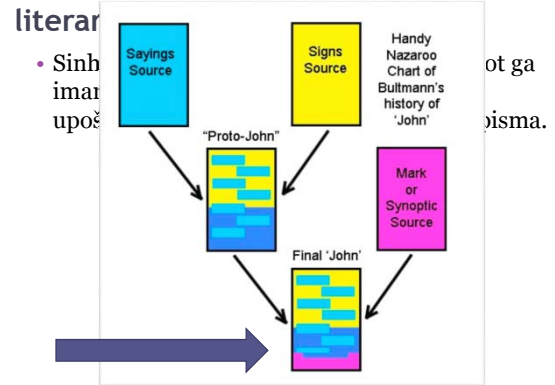 literar
• Sinh ot ga
upoš pisma.
Sayings
Source
Signs
Source
Handy
Nazaroo
Chart of
Bultmann's
history of
'John'
"Proto-John"
Mark
or
Synoptic
Source
Final 'John'